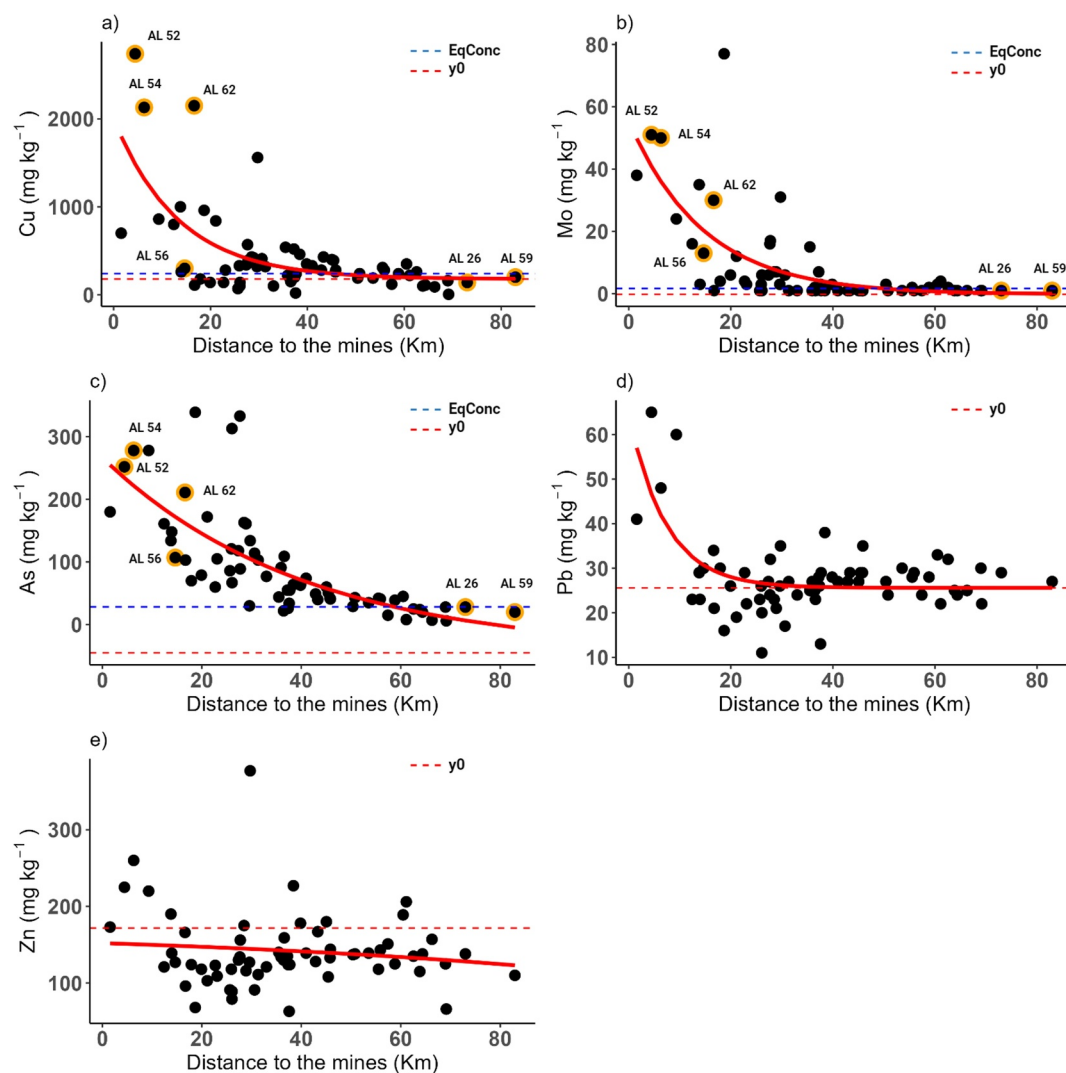 a)
AL 52
AL 54
AL 62
AL 56
AL 26
AL 59
EqConc
y0
2000
1000
0
Cu (mg kg⁻¹ )
0 20 40 60 80
Distance to the mines (Km)
b)
80
60
40
20
0
Mo (mg kg⁻¹ )
AL 52
AL 54
AL 62
AL 56
AL 26
AL 59
EqConc
y0
0 20 40 60 80
Distance to the mines (Km)
c)
300
200
100
0
As (mg kg⁻¹ )
AL 54
AL 52
AL 62
AL 56
AL 26
AL 59
EqConc
y0
0 20 40 60 80
Distance to the mines (Km)
d)
60
50
40
30
20
10
Pb (mg kg⁻¹ )
y0
0 20 40 60 80
Distance to the mines (Km)
e)
300
200
100
0
Zn (mg kg⁻¹ )
y0
0 20 40 60 80
Distance to the mines (Km)